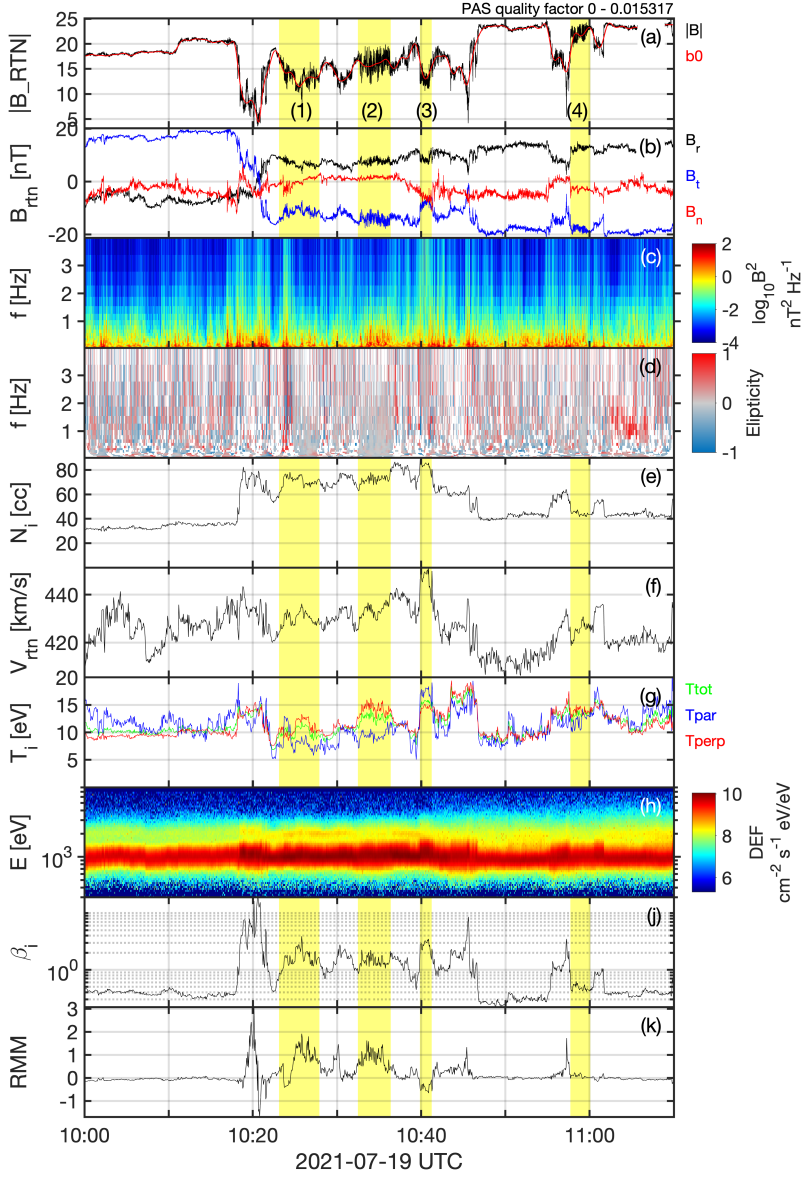 PAS quality factor 0 - 0.015317
25
20
15
10
5
|B_RTN|
(a)
|B|
b0
(1)
(2)
(3)
(4)
20
0
-20
B_rtn [nT]
(b)
B_r
B_t
B_n
3
2
1
f [Hz]
(c)
2
0
-2
-4
log_10 B^2
nT^2 Hz^-1
3
2
1
f [Hz]
(d)
1
0
-1
Elipticity
80
60
40
20
N_i [cc]
(e)
440
420
V_rtn [km/s]
(f)
20
15
10
5
T_i [eV]
(g)
Ttot
Tpar
Tperp
10^3
E [eV]
(h)
10
8
6
DEF
cm^-2 s^-1 eV/eV
10^0
β_i
(j)
3
2
1
0
-1
RMM
(k)
10:00
10:20
10:40
11:00
2021-07-19 UTC